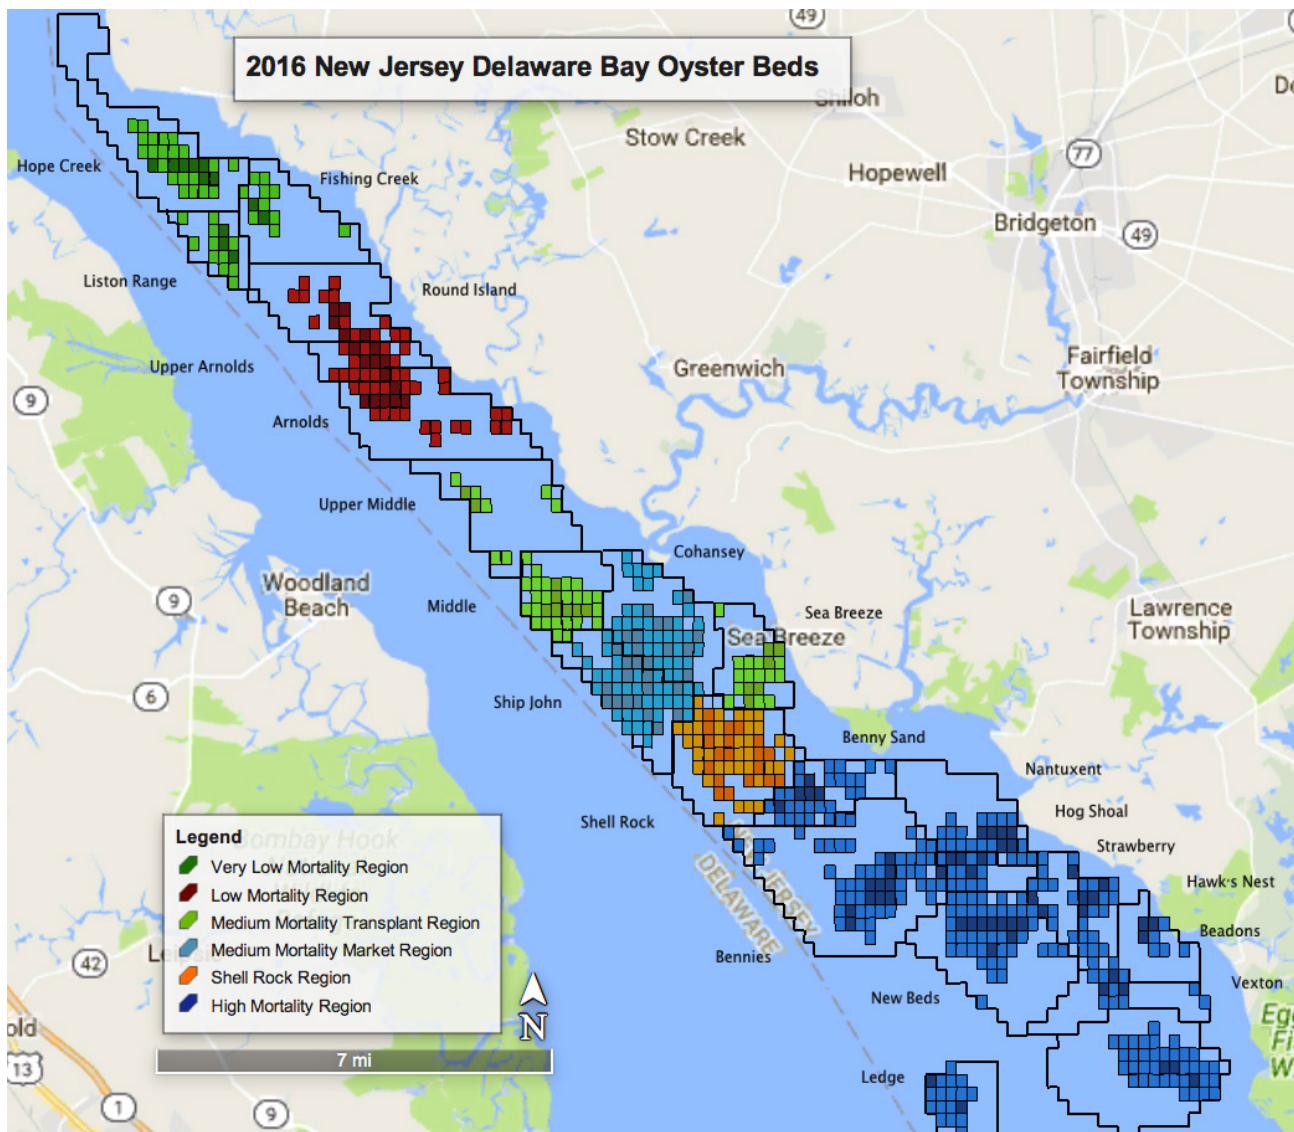 49
2016 New Jersey Delaware Bay Oyster Beds
Shiloh
Stow Creek
77
Hope Creek
Fishing Creek
Hopewell
Bridgeton
49
Liston Range
Round Island
Upper Arnolds
Greenwich
Fairfield
Township
9
Arnolds
Upper Middle
Cohansey
Woodland
Beach
9
Middle
Sea Breeze
Sea Breeze
Lawrence
Township
6
Ship John
Benny Sand
Nantuxent
Hog Shoal
Shell Rock
Strawberry
NEW JERSEY
DELAWARE
Hawk's Nest
Beadons
Bennies
Vexton
New Beds
Ledge
Legend
Bombay Hook
Very Low Mortality Region
Low Mortality Region
Medium Mortality Transplant Region
Medium Mortality Market Region
Shell Rock Region
High Mortality Region
42
N
7 mi
old
13
1
9
Egg